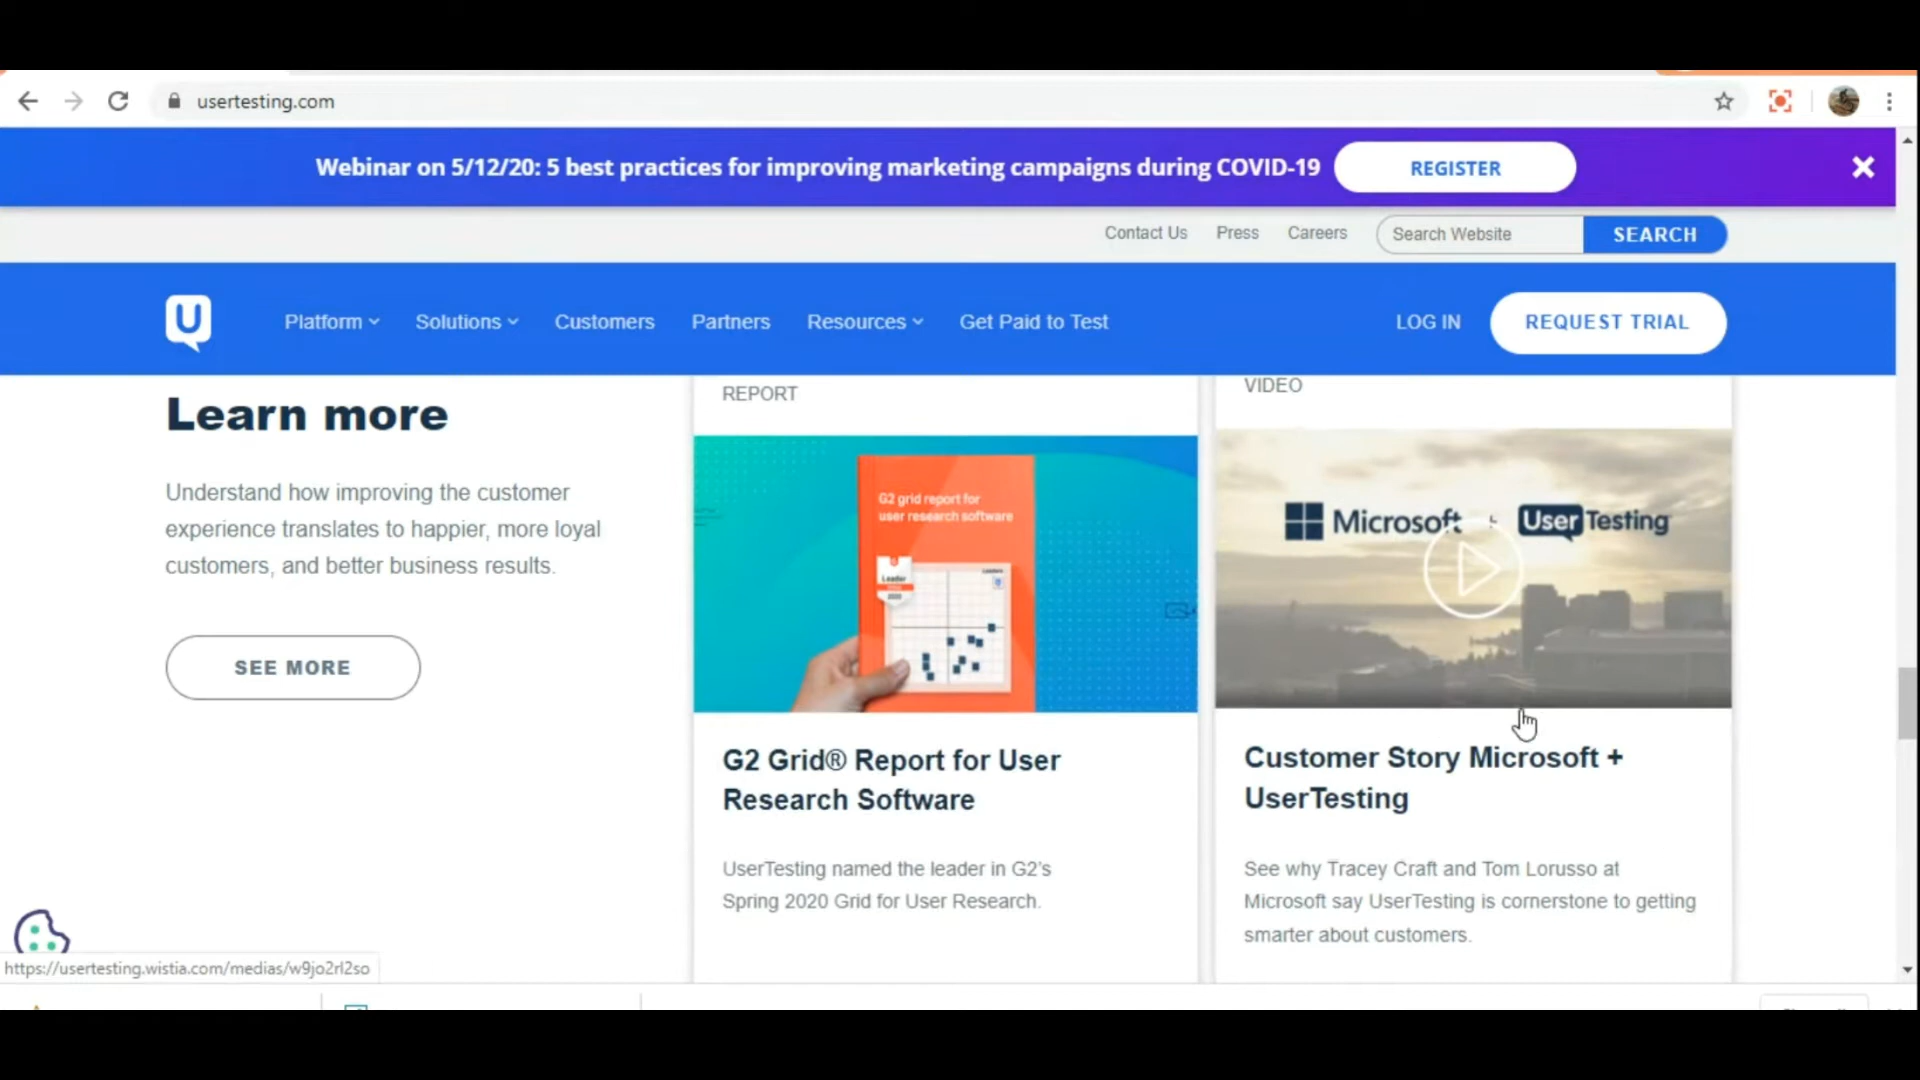 usertesting.com
Webinar on 5/12/20: 5 best practices for improving marketing campaigns during COVID-19
REGISTER
Contact Us
Press
Careers
Search Website
SEARCH
U
Platform
Solutions
Customers
Partners
Resources
Get Paid to Test
LOG IN
REQUEST TRIAL
Learn more
Understand how improving the customer
experience translates to happier, more loyal
customers, and better business results.
SEE MORE
REPORT
G2 grid report for
user research software
Leader
2020
Leaders
G2 Grid® Report for User
Research Software
UserTesting named the leader in G2's
Spring 2020 Grid for User Research.
VIDEO
Microsoft + UserTesting
Customer Story Microsoft +
UserTesting
See why Tracey Craft and Tom Lorusso at
Microsoft say UserTesting is cornerstone to getting
smarter about customers.
https://usertesting.wistia.com/medias/w9jo2rl2so